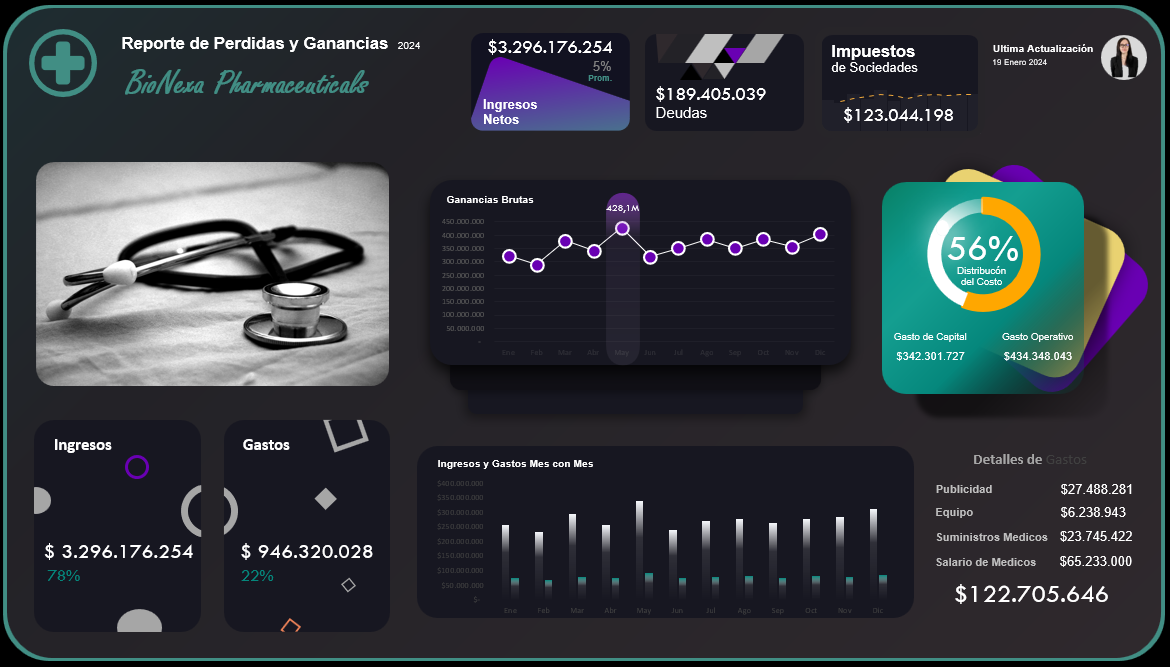 Reporte de Perdidas y Ganancias 2024
BioNexa Pharmaceuticals
$3.296.176.254
5%
Prom.
Ingresos
Netos
$189.405.039
Deudas
Impuestos
de Sociedades
$123.044.198
Ultima Actualización
19 Enero 2024
Ganancias Brutas
428,1M
450.000.000
400.000.000
350.000.000
300.000.000
250.000.000
200.000.000
150.000.000
100.000.000
50.000.000
-
Ene Feb Mar Abr May Jun Jul Ago Sep Oct Nov Dic
56%
Distribucón
del Costo
Gasto de Capital
$342.301.727
Gasto Operativo
$434.348.043
Ingresos
$ 3.296.176.254
78%
Gastos
$ 946.320.028
22%
Ingresos y Gastos Mes con Mes
$400.000.000
$350.000.000
$300.000.000
$250.000.000
$200.000.000
$150.000.000
$100.000.000
$50.000.000
$-
Ene Feb Mar Abr May Jun Jul Ago Sep Oct Nov Dic
Detalles de Gastos
Publicidad $27.488.281
Equipo $6.238.943
Suministros Medicos $23.745.422
Salario de Medicos $65.233.000
$122.705.646